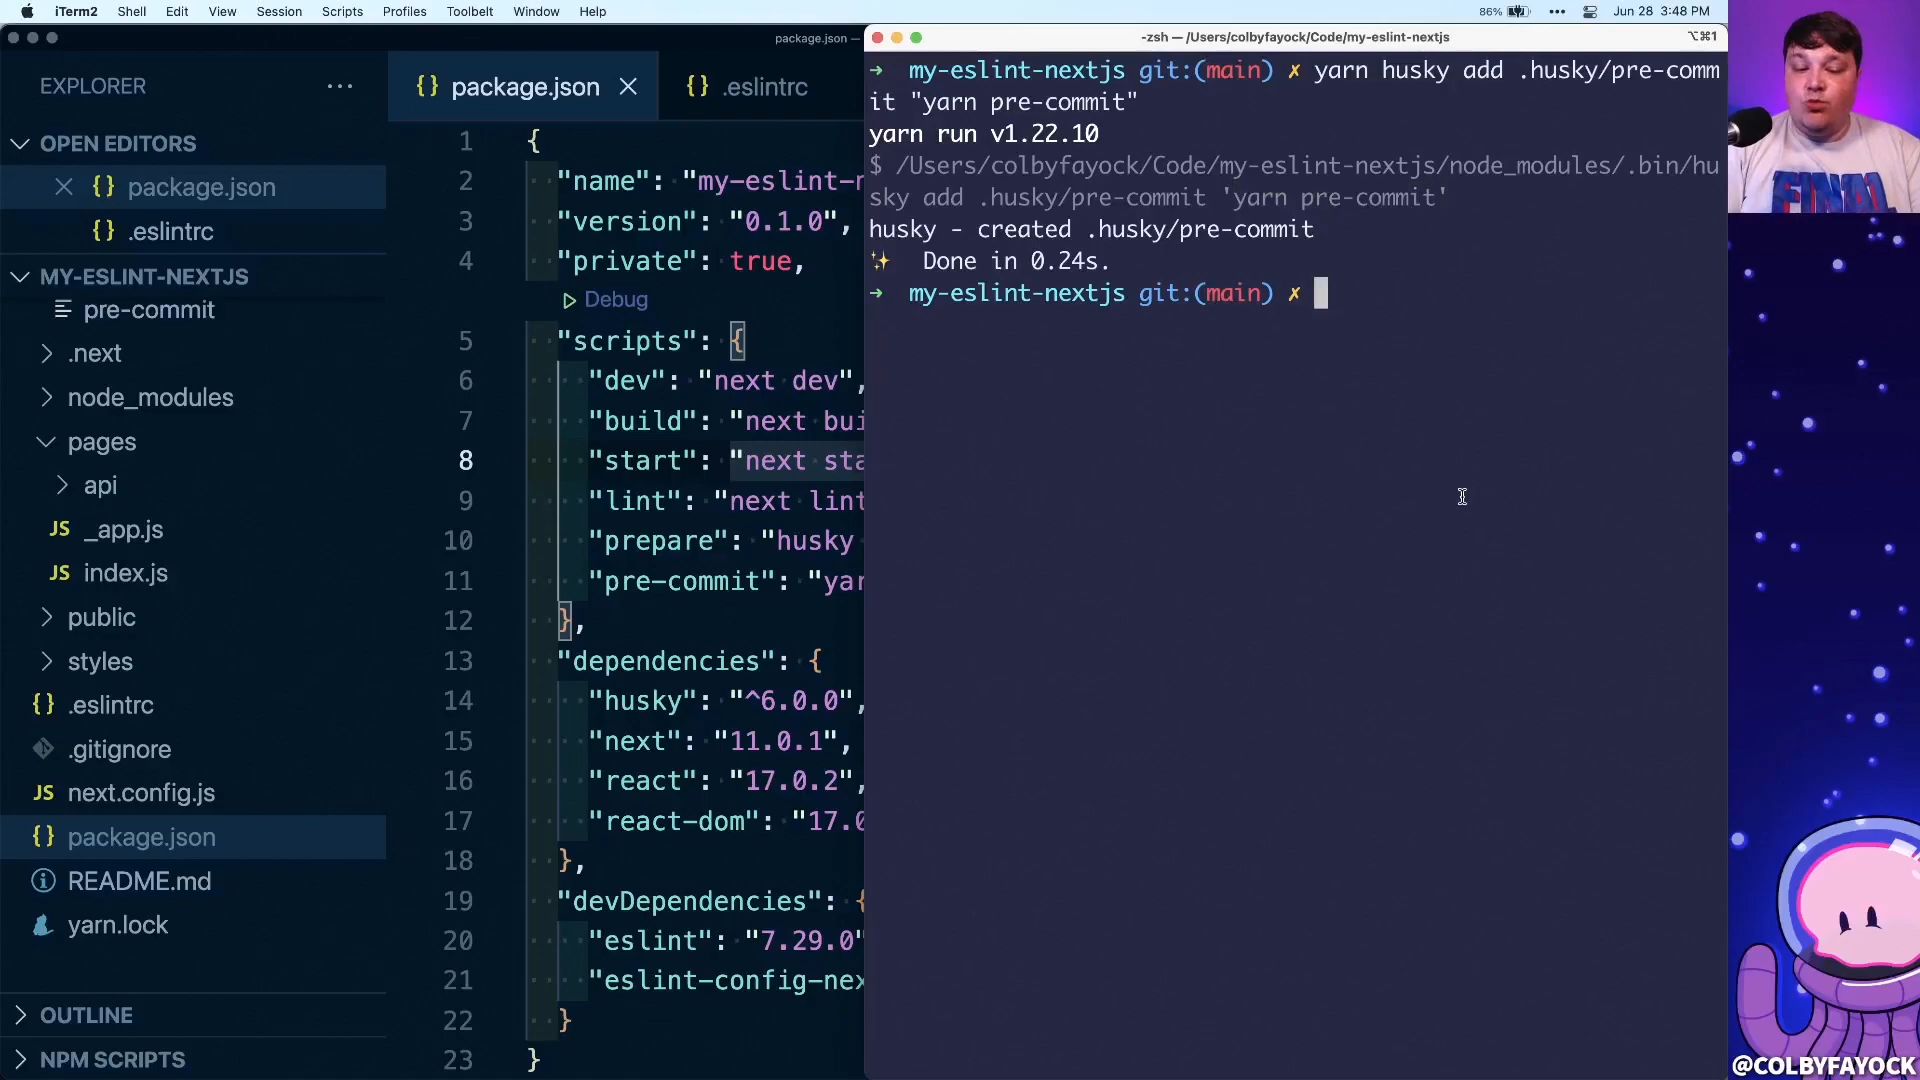 iTerm2 Shell Edit View Session Scripts Profiles Toolbelt Window Help 86% Jun 28 3:48 PM
package.json —
-zsh — /Users/colbyfayock/Code/my-eslint-nextjs ⌥⌘1
EXPLORER ···
OPEN EDITORS
package.json
.eslintrc
MY-ESLINT-NEXTJS
pre-commit
.next
node_modules
pages
api
JS _app.js
JS index.js
public
styles
{} .eslintrc
.gitignore
JS next.config.js
{} package.json
README.md
yarn.lock
OUTLINE
NPM SCRIPTS
{} package.json
{} .eslintrc
1 {
2 "name": "my-eslint-n
3 "version": "0.1.0",
4 "private": true,
Debug
5 "scripts": {
6 "dev": "next dev",
7 "build": "next bui
8 "start": "next sta
9 "lint": "next lint
10 "prepare": "husky
11 "pre-commit": "yar
12 },
13 "dependencies": {
14 "husky": "^6.0.0",
15 "next": "11.0.1",
16 "react": "17.0.2",
17 "react-dom": "17.0
18 },
19 "devDependencies": {
20 "eslint": "7.29.0"
21 "eslint-config-nex
22 }
23 }
→ my-eslint-nextjs git:(main) ✗ yarn husky add .husky/pre-comm
it "yarn pre-commit"
yarn run v1.22.10
$ /Users/colbyfayock/Code/my-eslint-nextjs/node_modules/.bin/hu
sky add .husky/pre-commit 'yarn pre-commit'
husky - created .husky/pre-commit
✨ Done in 0.24s.
→ my-eslint-nextjs git:(main) ✗
FINAL
@COLBYFAYOCK